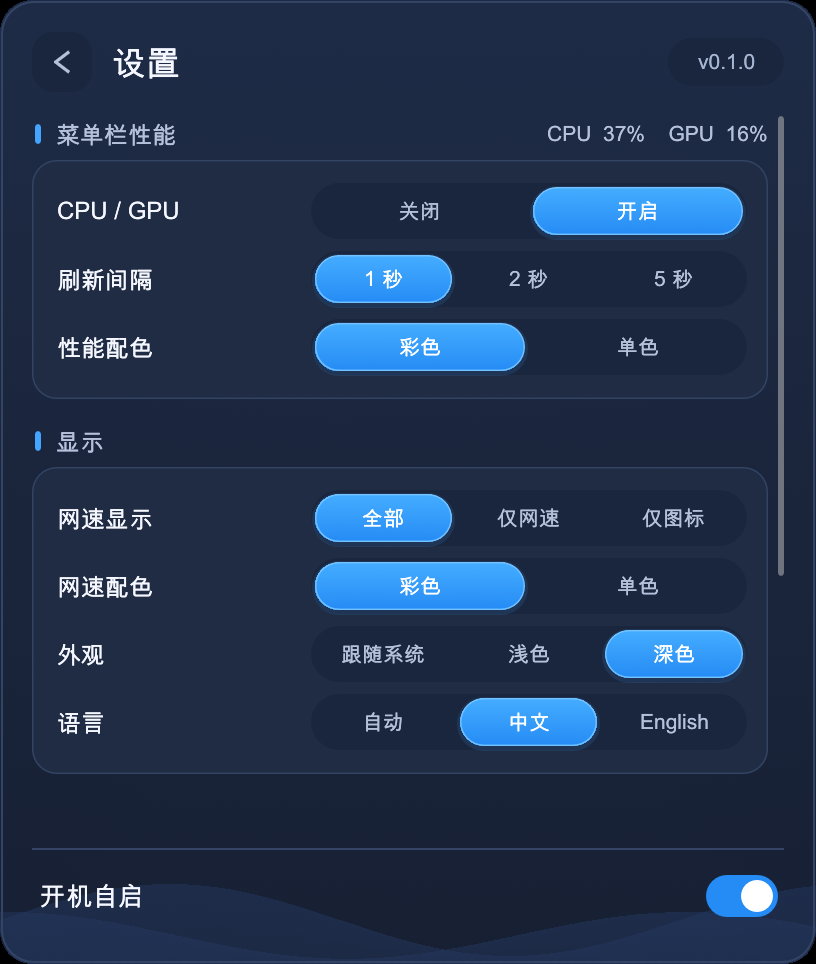 设置 v0.1.0
菜单栏性能 CPU 37% GPU 16%
CPU / GPU 关闭 开启
刷新间隔 1 秒 2 秒 5 秒
性能配色 彩色 单色
显示
网速显示 全部 仅网速 仅图标
网速配色 彩色 单色
外观 跟随系统 浅色 深色
语言 自动 中文 English
开机自启